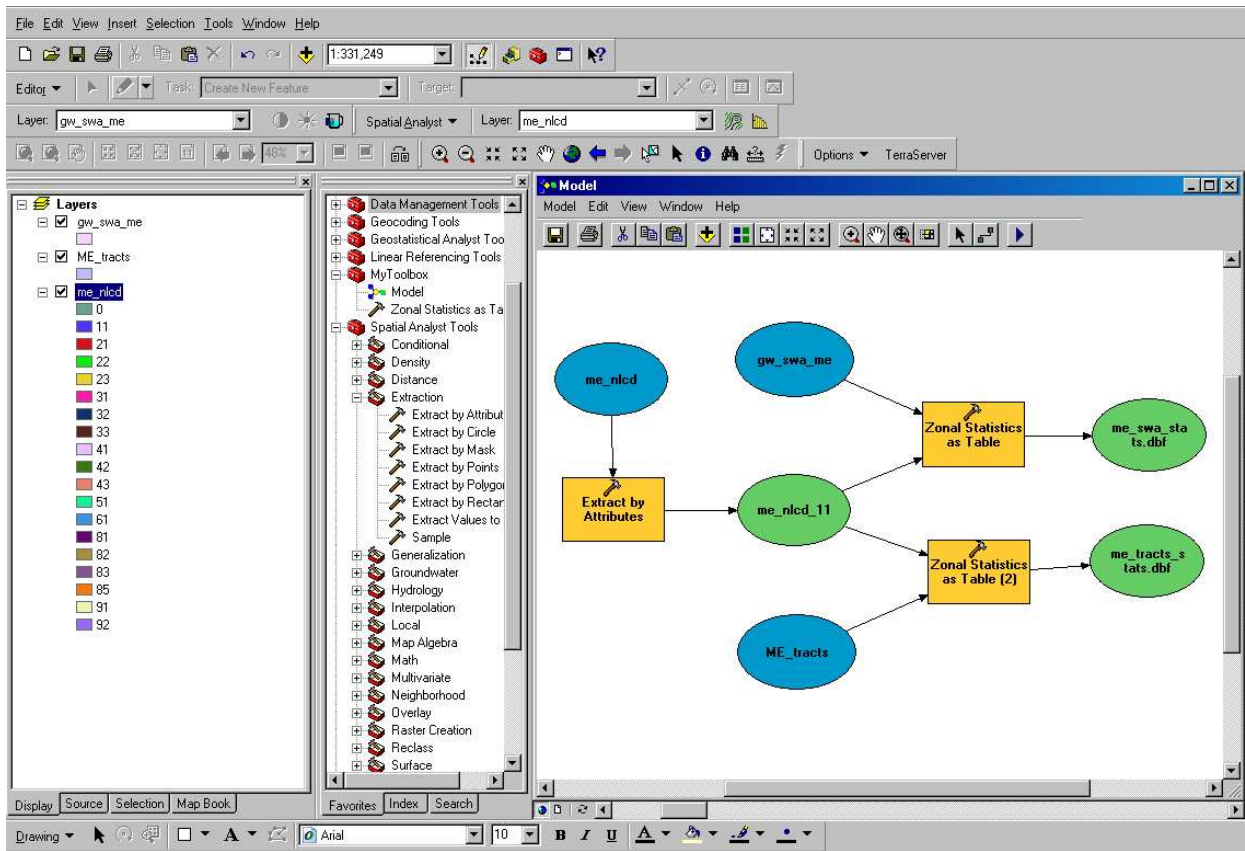 File Edit View Insert Selection Tools Window Help
1:331,249
Editor Task: Create New Feature Target:
Layer: gw_swa_me Spatial Analyst Layer: me_nlcd
48% Options TerraServer
Layers
gw_swa_me
ME_tracts
me_nlcd
0
11
21
22
23
31
32
33
41
42
43
51
61
81
82
83
85
91
92
Display Source Selection Map Book
Data Management Tools
Geocoding Tools
Geostatistical Analyst Too
Linear Referencing Tools
MyToolbox
Model
Zonal Statistics as Ta
Spatial Analyst Tools
Conditional
Density
Distance
Extraction
Extract by Attribut
Extract by Circle
Extract by Mask
Extract by Points
Extract by Polygo
Extract by Rectan
Extract Values to
Sample
Generalization
Groundwater
Hydrology
Interpolation
Local
Map Algebra
Math
Multivariate
Neighborhood
Overlay
Raster Creation
Reclass
Surface
Favorites Index Search
Model
Model Edit View Window Help
me_nlcd
Extract by
Attributes
gw_swa_me
me_nlcd_11
ME_tracts
Zonal Statistics
as Table
Zonal Statistics
as Table (2)
me_swa_sta
ts.dbf
me_tracts_s
tats.dbf
Drawing A Arial 10 B I U A